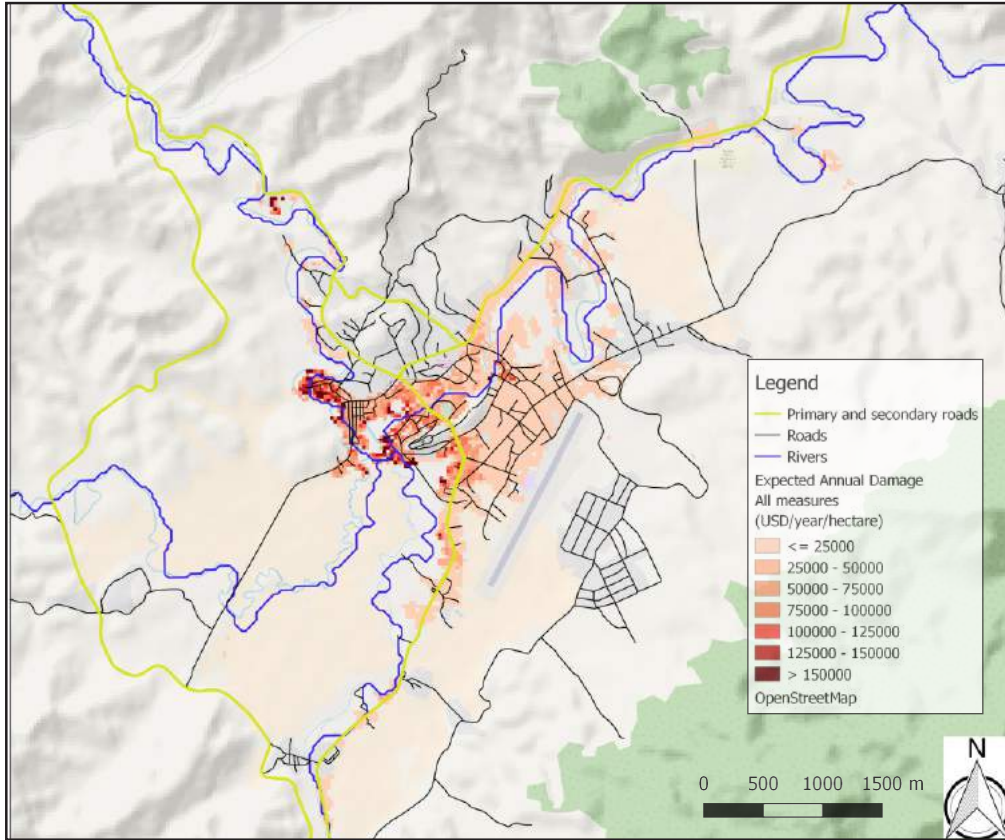 Legend
Primary and secondary roads
Roads
Rivers
Expected Annual Damage
All measures
(USD/year/hectare)
<= 25000
25000 - 50000
50000 - 75000
75000 - 100000
100000 - 125000
125000 - 150000
> 150000
OpenStreetMap
N
0 500 1000 1500 m